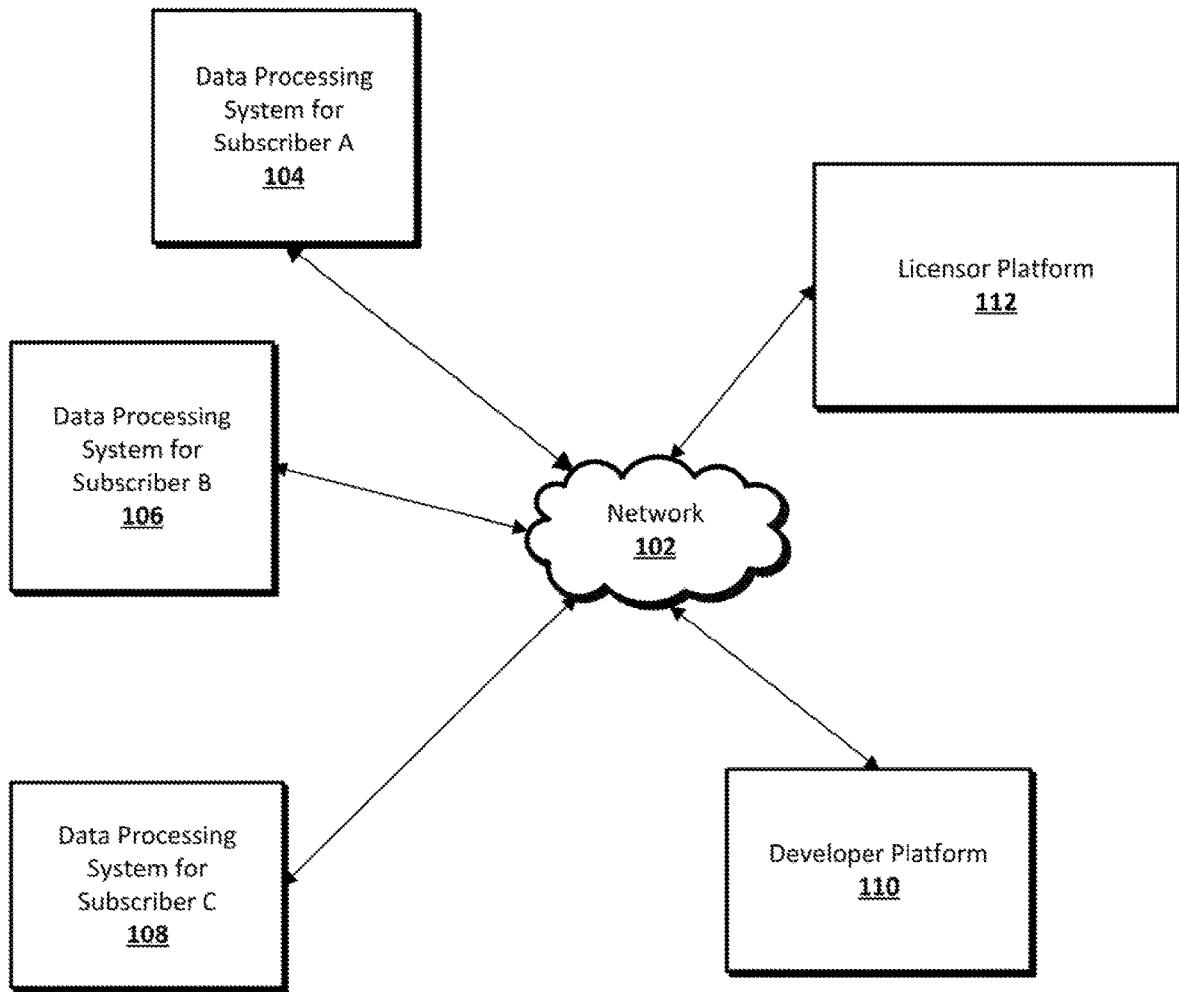 Data Processing
System for
Subscriber A
104
Licensor Platform
112
Data Processing
System for
Subscriber B
106
Network
102
Data Processing
System for
Subscriber C
108
Developer Platform
110